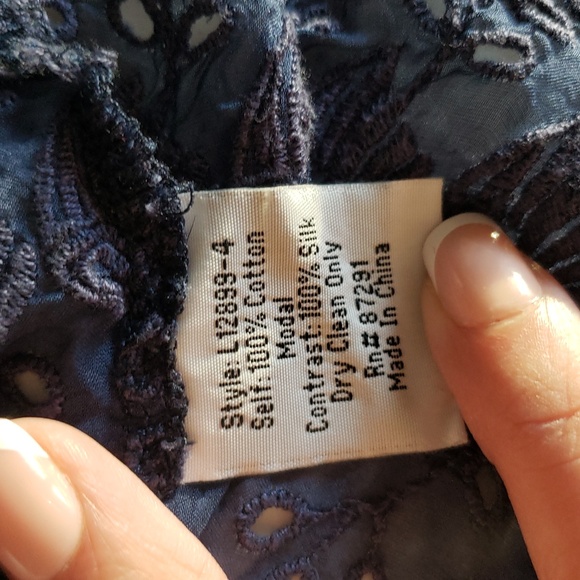 Style: L12899-4
Self: 100% Cotton
Modal
Contrast: 100% Silk
Dry Clean Only
Rn# 87291
Made In China